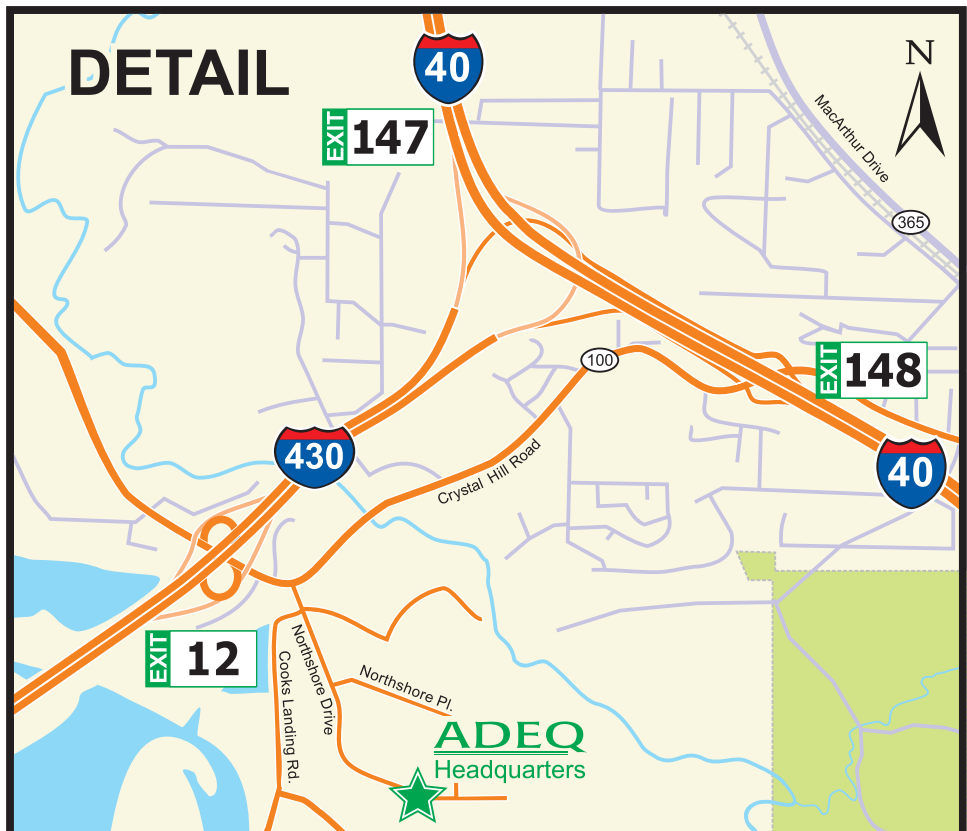 DETAIL
40
N
EXIT 147
MacArthur Drive
365
100
EXIT 148
430
40
Crystal Hill Road
EXIT 12
Northshore Drive
Cooks Landing Rd.
Northshore Pl.
ADEQ
Headquarters